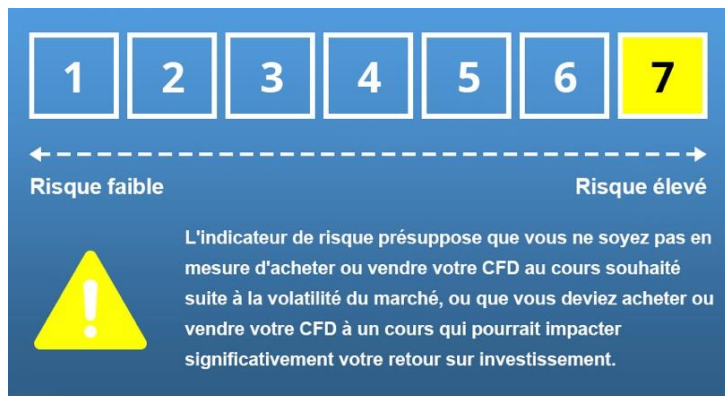 1 2 3 4 5 6 7
Risque faible Risque élevé
L'indicateur de risque présuppose que vous ne soyez pas en
mesure d'acheter ou vendre votre CFD au cours souhaité
suite à la volatilité du marché, ou que vous deviez acheter ou
vendre votre CFD à un cours qui pourrait impacter
significativement votre retour sur investissement.